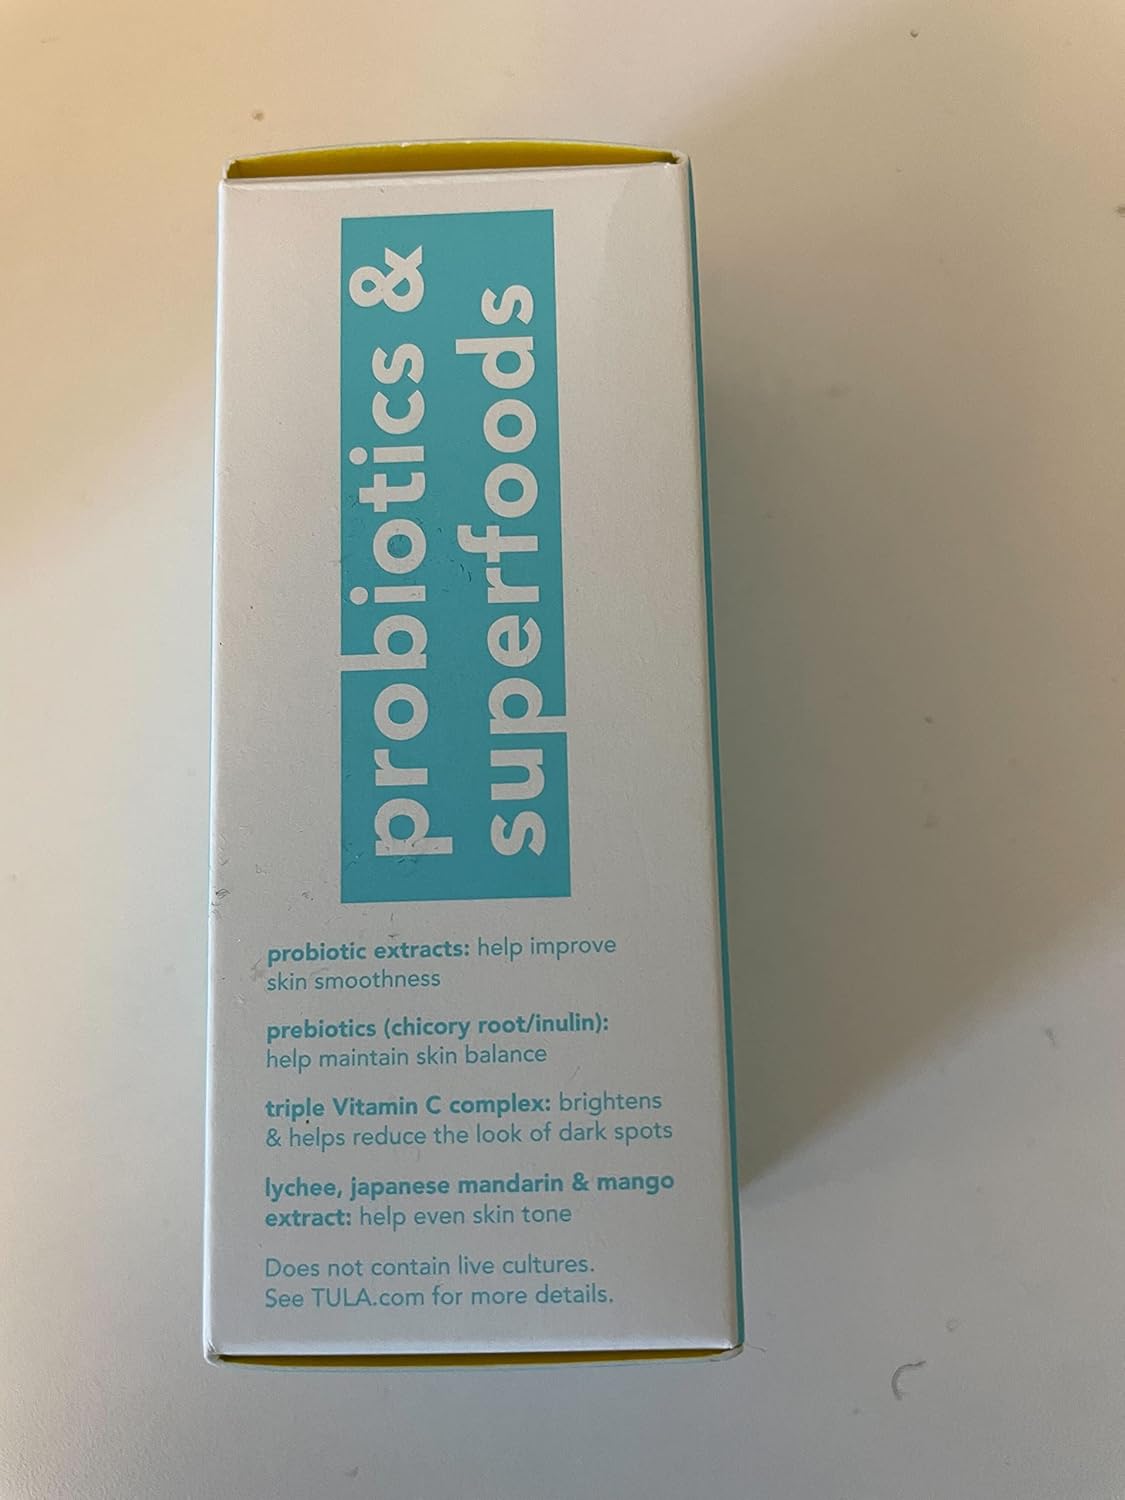 probiotics &
superfoods
probiotic extracts: help improve
skin smoothness
prebiotics (chicory root/inulin):
help maintain skin balance
triple Vitamin C complex: brightens
& helps reduce the look of dark spots
lychee, japanese mandarin & mango
extract: help even skin tone
Does not contain live cultures.
See TULA.com for more details.